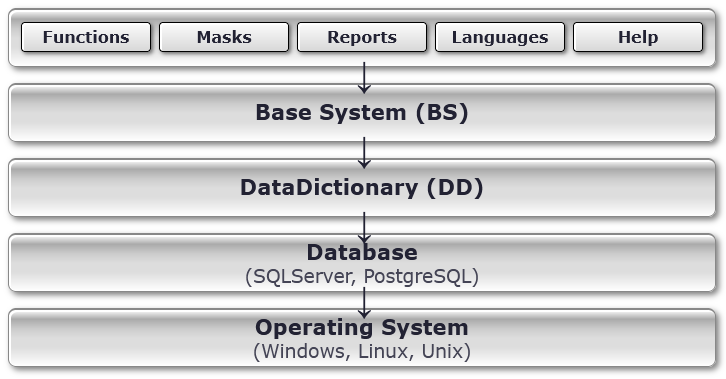 Functions Masks Reports Languages Help
Base System (BS)
DataDictionary (DD)
Database
(SQLServer, PostgreSQL)
Operating System
(Windows, Linux, Unix)